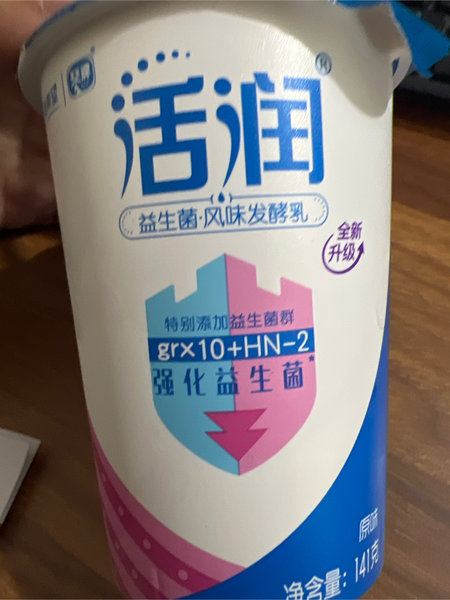 活润®
益生菌·风味发酵乳
全新
升级
特别添加益生菌群
grx10+HN-2
强化益生菌*
原味
净含量：141克